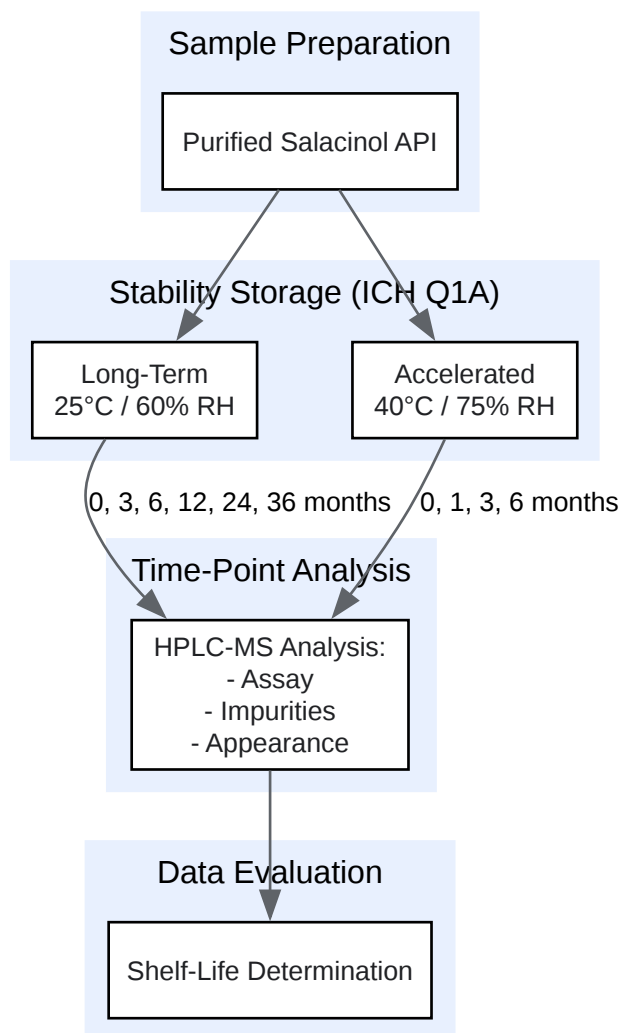 Sample Preparation
Purified Salacinol API
Stability Storage (ICH Q1A)
Long-Term
25°C / 60% RH
Accelerated
40°C / 75% RH
0, 3, 6, 12, 24, 36 months
0, 1, 3, 6 months
Time-Point Analysis
HPLC-MS Analysis:
- Assay
- Impurities
- Appearance
Data Evaluation
Shelf-Life Determination